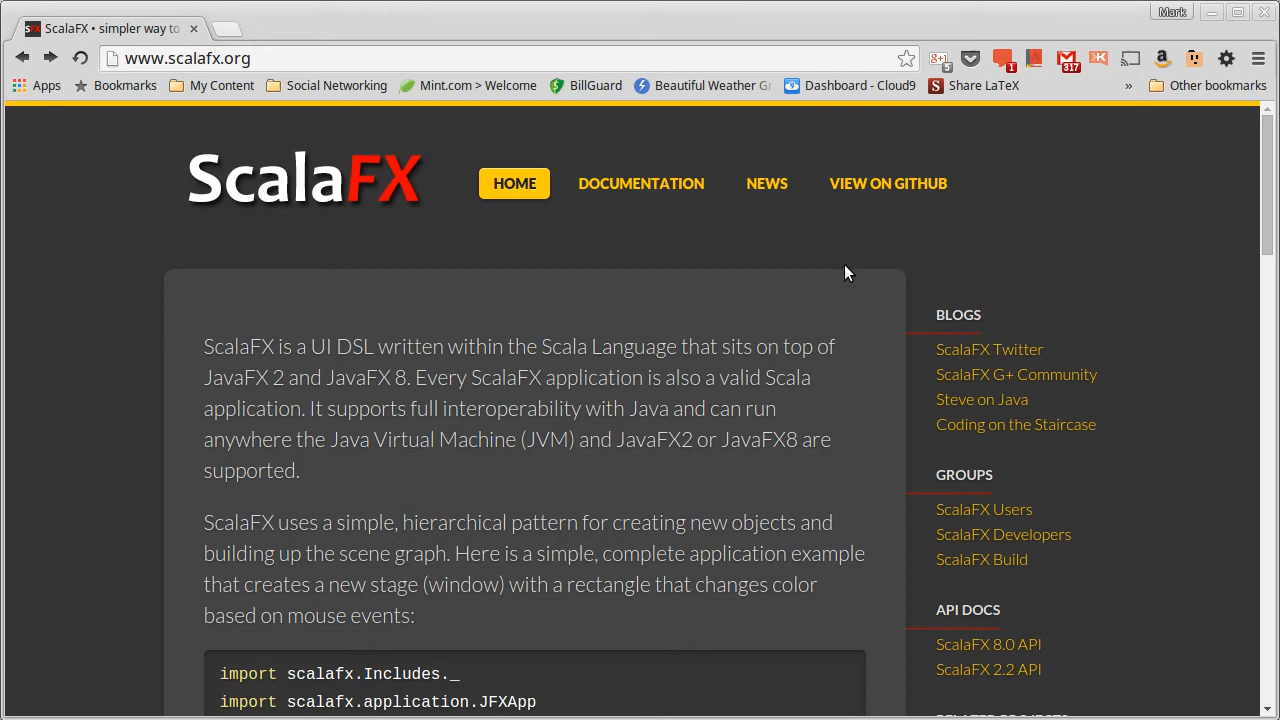 Mark
ScalaFX • simpler way to
www.scalafx.org
5
1
317
Apps
Bookmarks
My Content
Social Networking
Mint.com > Welcome
BillGuard
Beautiful Weather Gr
Dashboard - Cloud9
Share LaTeX
»
Other bookmarks
ScalaFX
HOME
DOCUMENTATION
NEWS
VIEW ON GITHUB
ScalaFX is a UI DSL written within the Scala Language that sits on top of
JavaFX 2 and JavaFX 8. Every ScalaFX application is also a valid Scala
application. It supports full interoperability with Java and can run
anywhere the Java Virtual Machine (JVM) and JavaFX2 or JavaFX8 are
supported.
ScalaFX uses a simple, hierarchical pattern for creating new objects and
building up the scene graph. Here is a simple, complete application example
that creates a new stage (window) with a rectangle that changes color
based on mouse events:
import scalafx.Includes._
import scalafx.application.JFXApp
BLOGS
ScalaFX Twitter
ScalaFX G+ Community
Steve on Java
Coding on the Staircase
GROUPS
ScalaFX Users
ScalaFX Developers
ScalaFX Build
API DOCS
ScalaFX 8.0 API
ScalaFX 2.2 API
RELATED PROJECTS